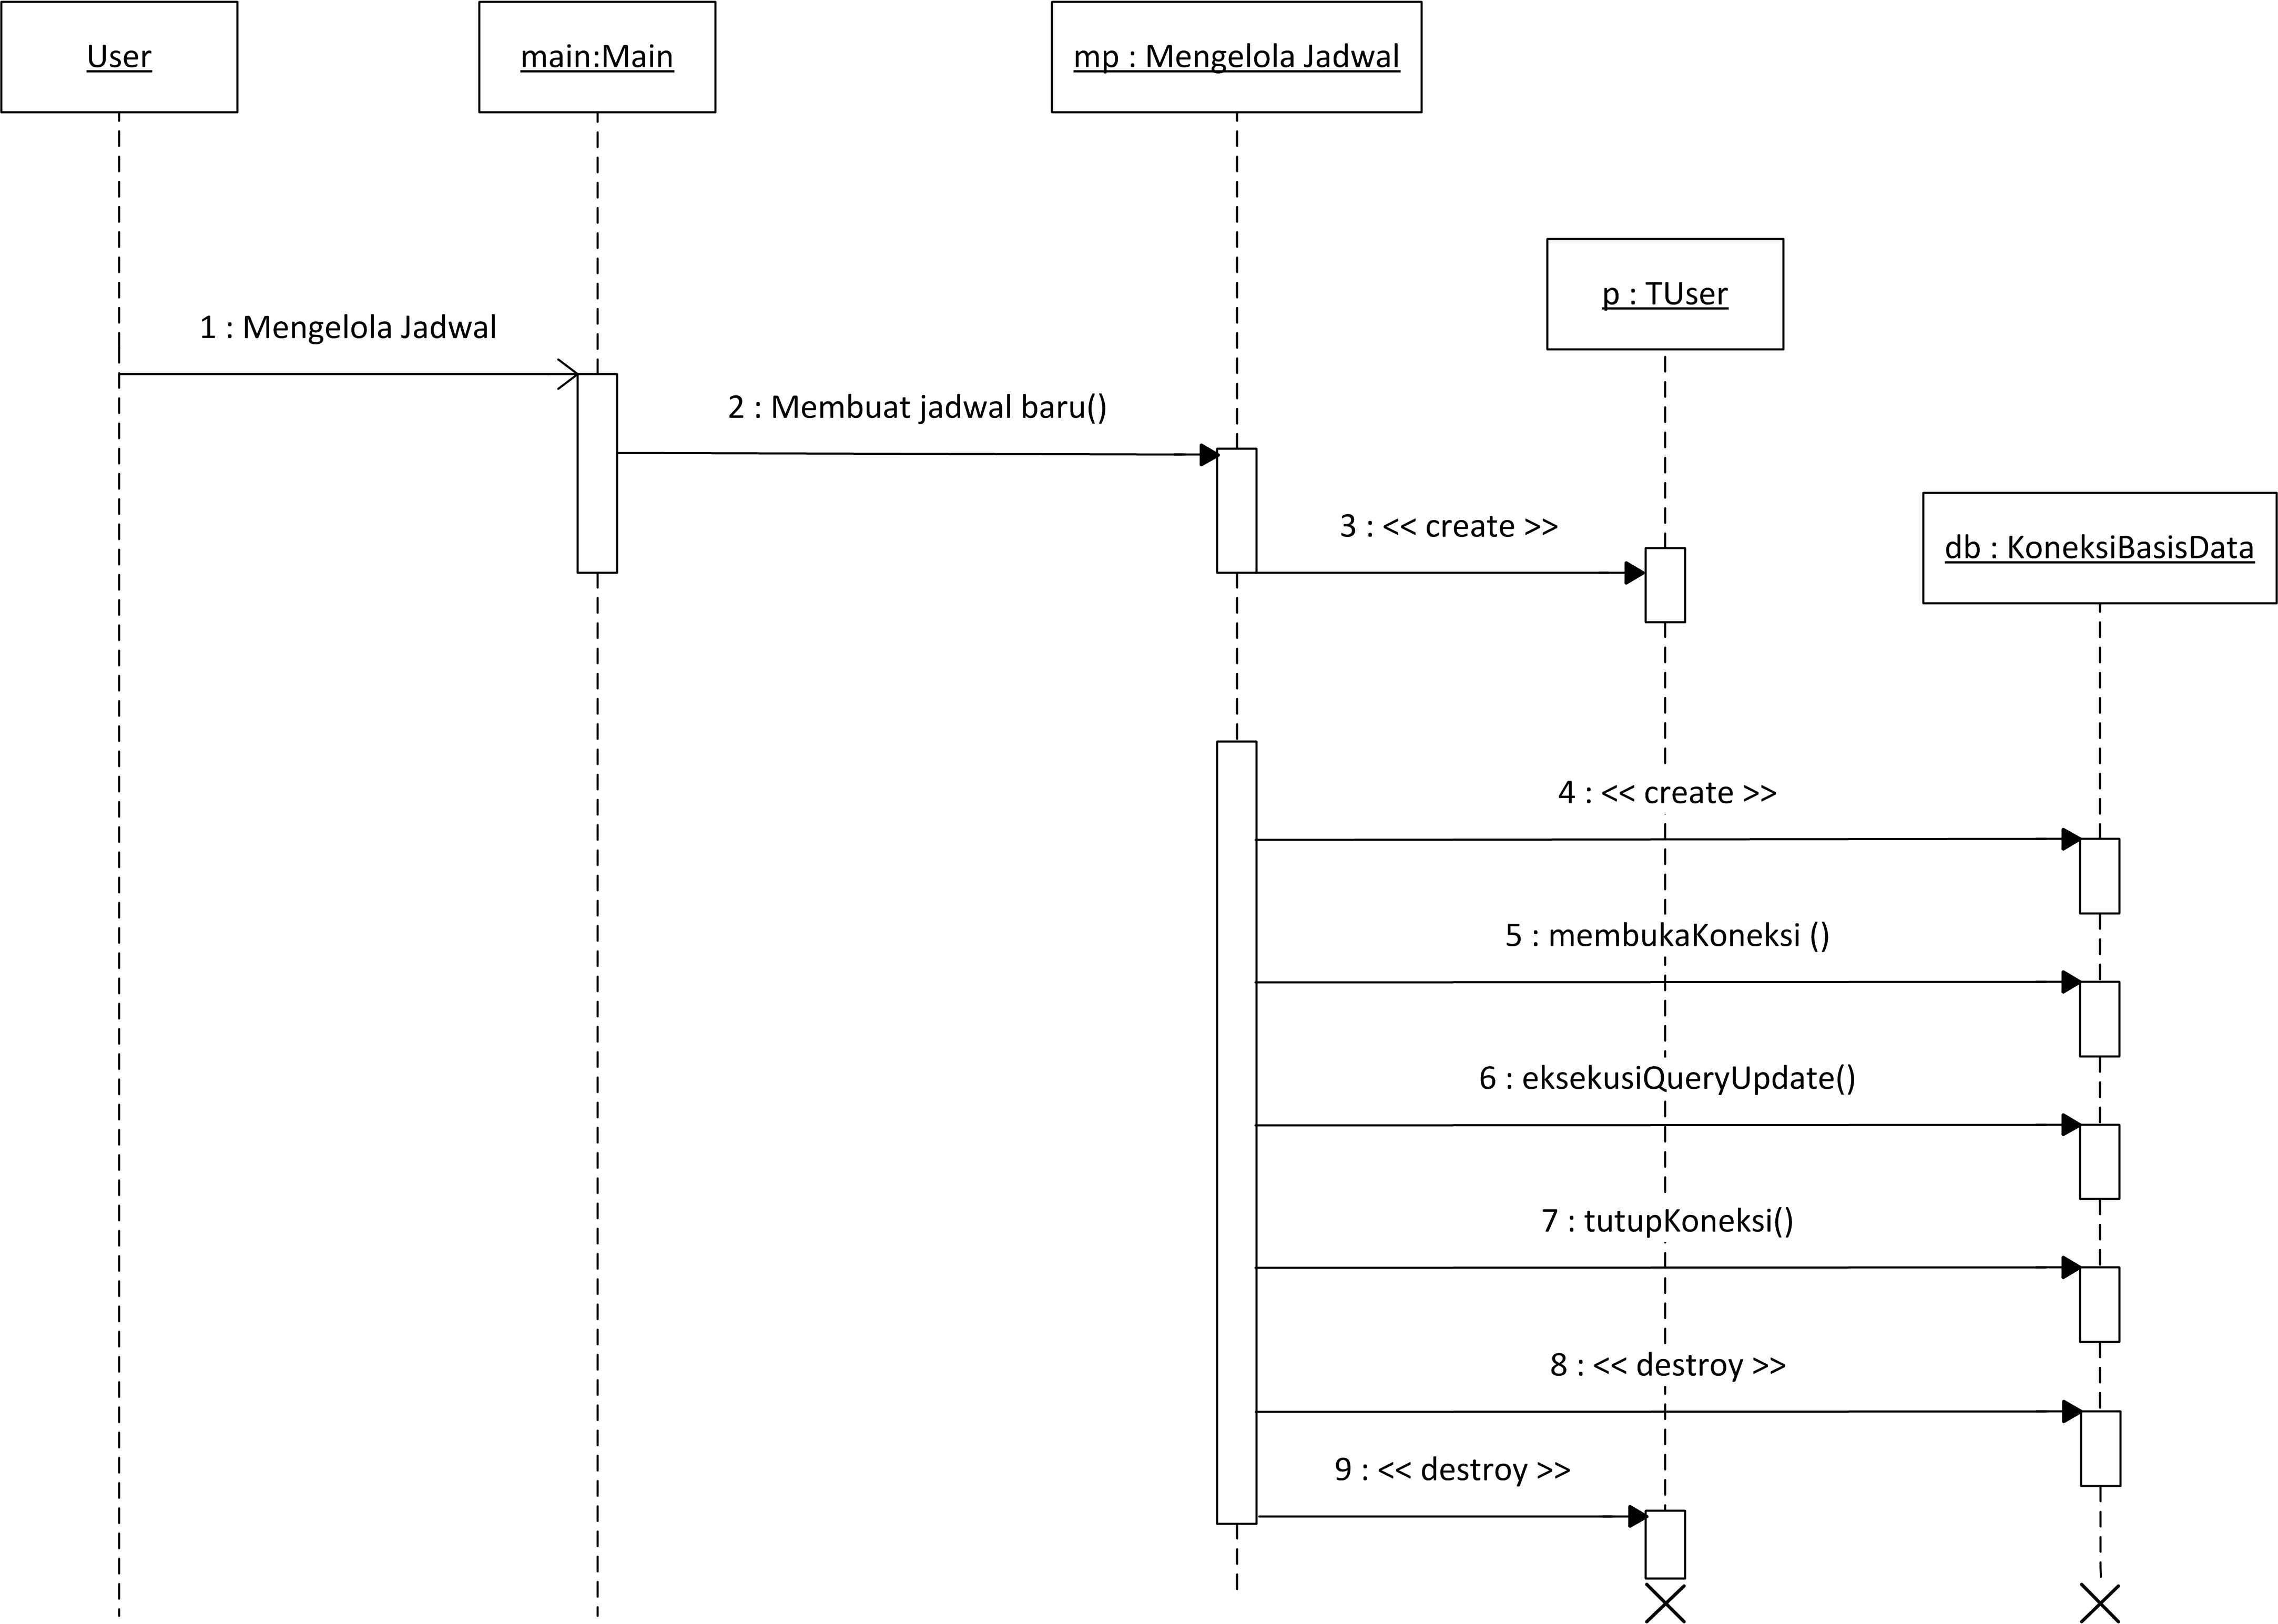 User
main:Main
mp : Mengelola Jadwal
p : TUser
1 : Mengelola Jadwal
2 : Membuat jadwal baru()
3 : << create >>
db : KoneksiBasisData
4 : << create >>
5 : membukaKoneksi ()
6 : eksekusiQueryUpdate()
7 : tutupKoneksi()
8 : << destroy >>
9 : << destroy >>